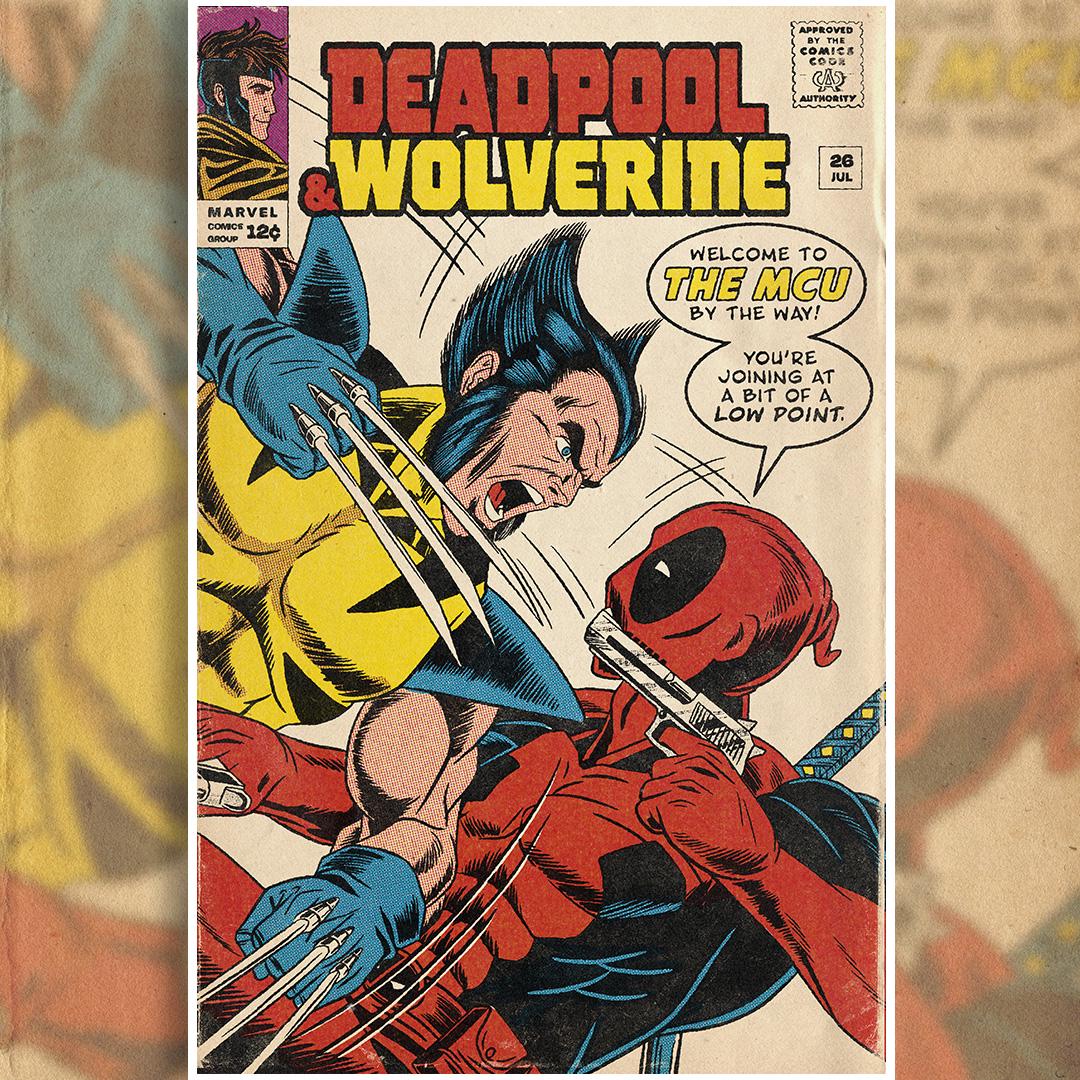 APPROVED
BY THE
COMICS
CODE
CA
AUTHORITY
DEADPOOL
& WOLVERINE
26
JUL
MARVEL
COMICS
GROUP 12¢
WELCOME TO
THE MCU
BY THE WAY!
YOU'RE
JOINING AT
A BIT OF A
LOW POINT.
MCU